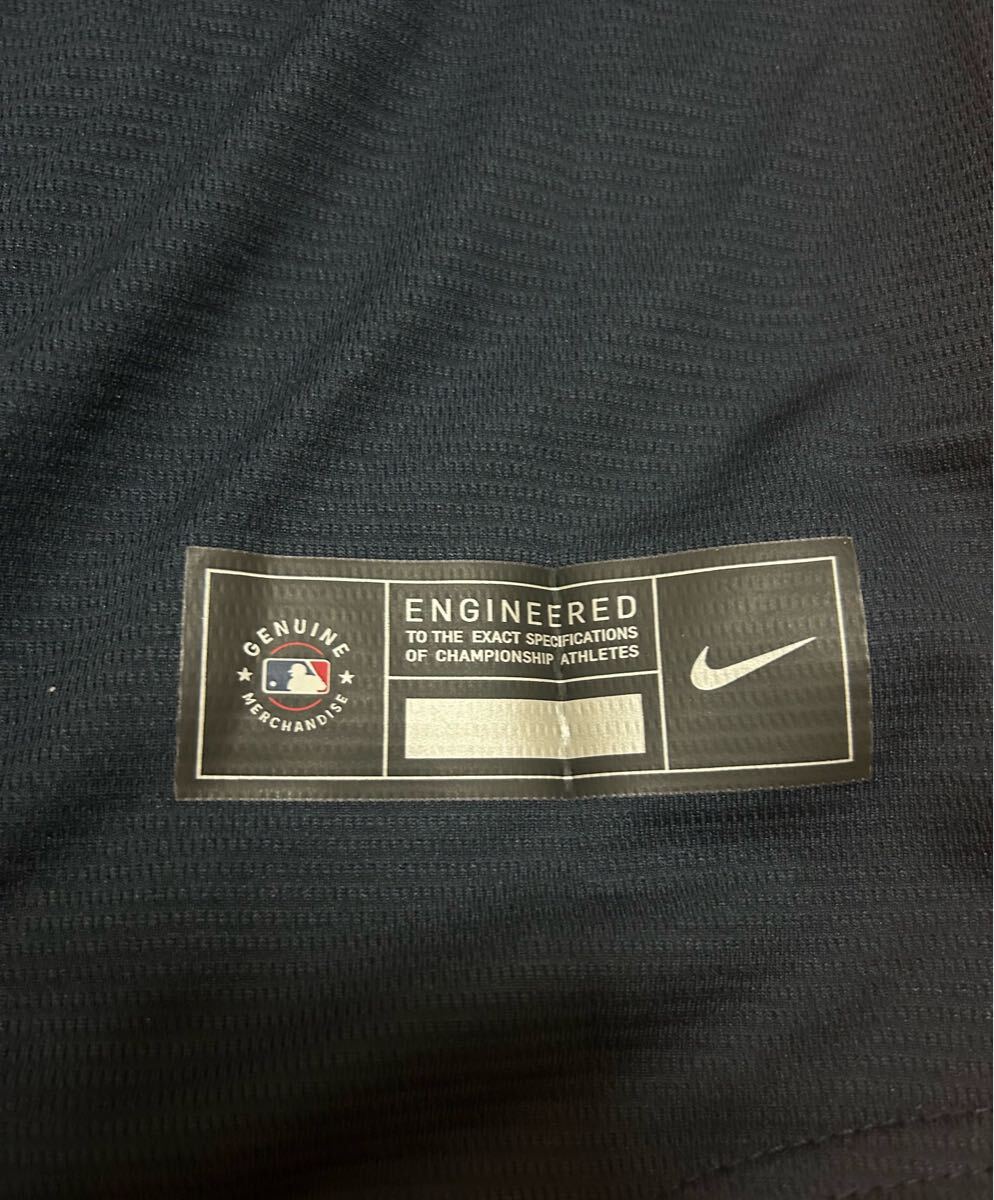 GENUINE
MERCHANDISE
ENGINEERED
TO THE EXACT SPECIFICATIONS
OF CHAMPIONSHIP ATHLETES